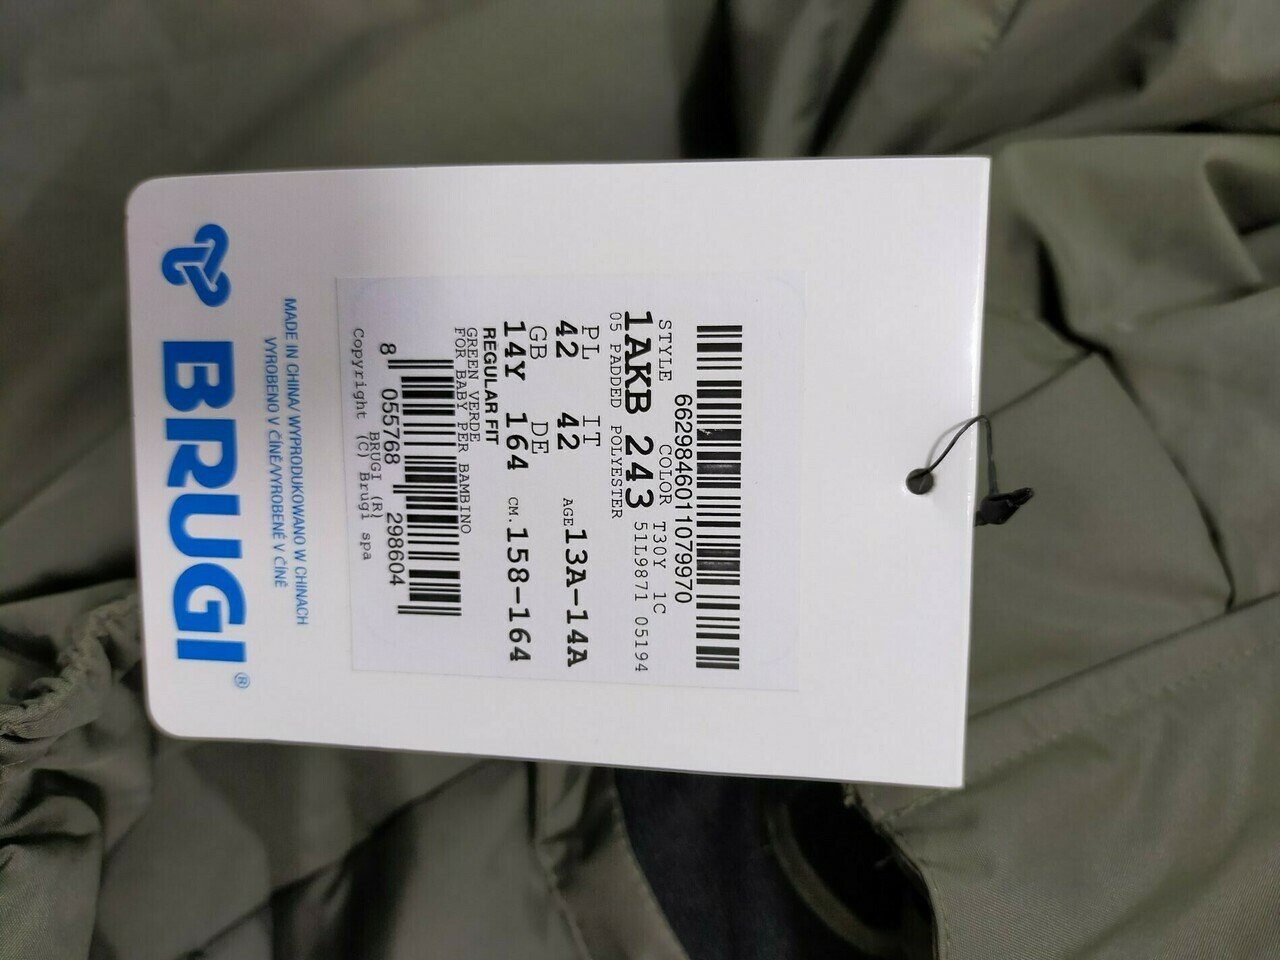 66298460110799970
STYLE COLOR T30Y 1C
1AKB 243 51L9871 05194
05 PADDED POLYESTER
PL IT
42 42 AGE 13A-14A
GB DE
14Y 164 CM. 158-164
REGULAR FIT
GREEN VERDE
FOR BABY PER BAMBINO
8 055768 298604
BRUGI (R)
Copyright (C) Brugi spa
MADE IN CHINA/ WYPRODUKOWANO W CHINACH
VYROBENO V ČÍNĚ/VYROBENÉ V ČÍNE
BRUGI®